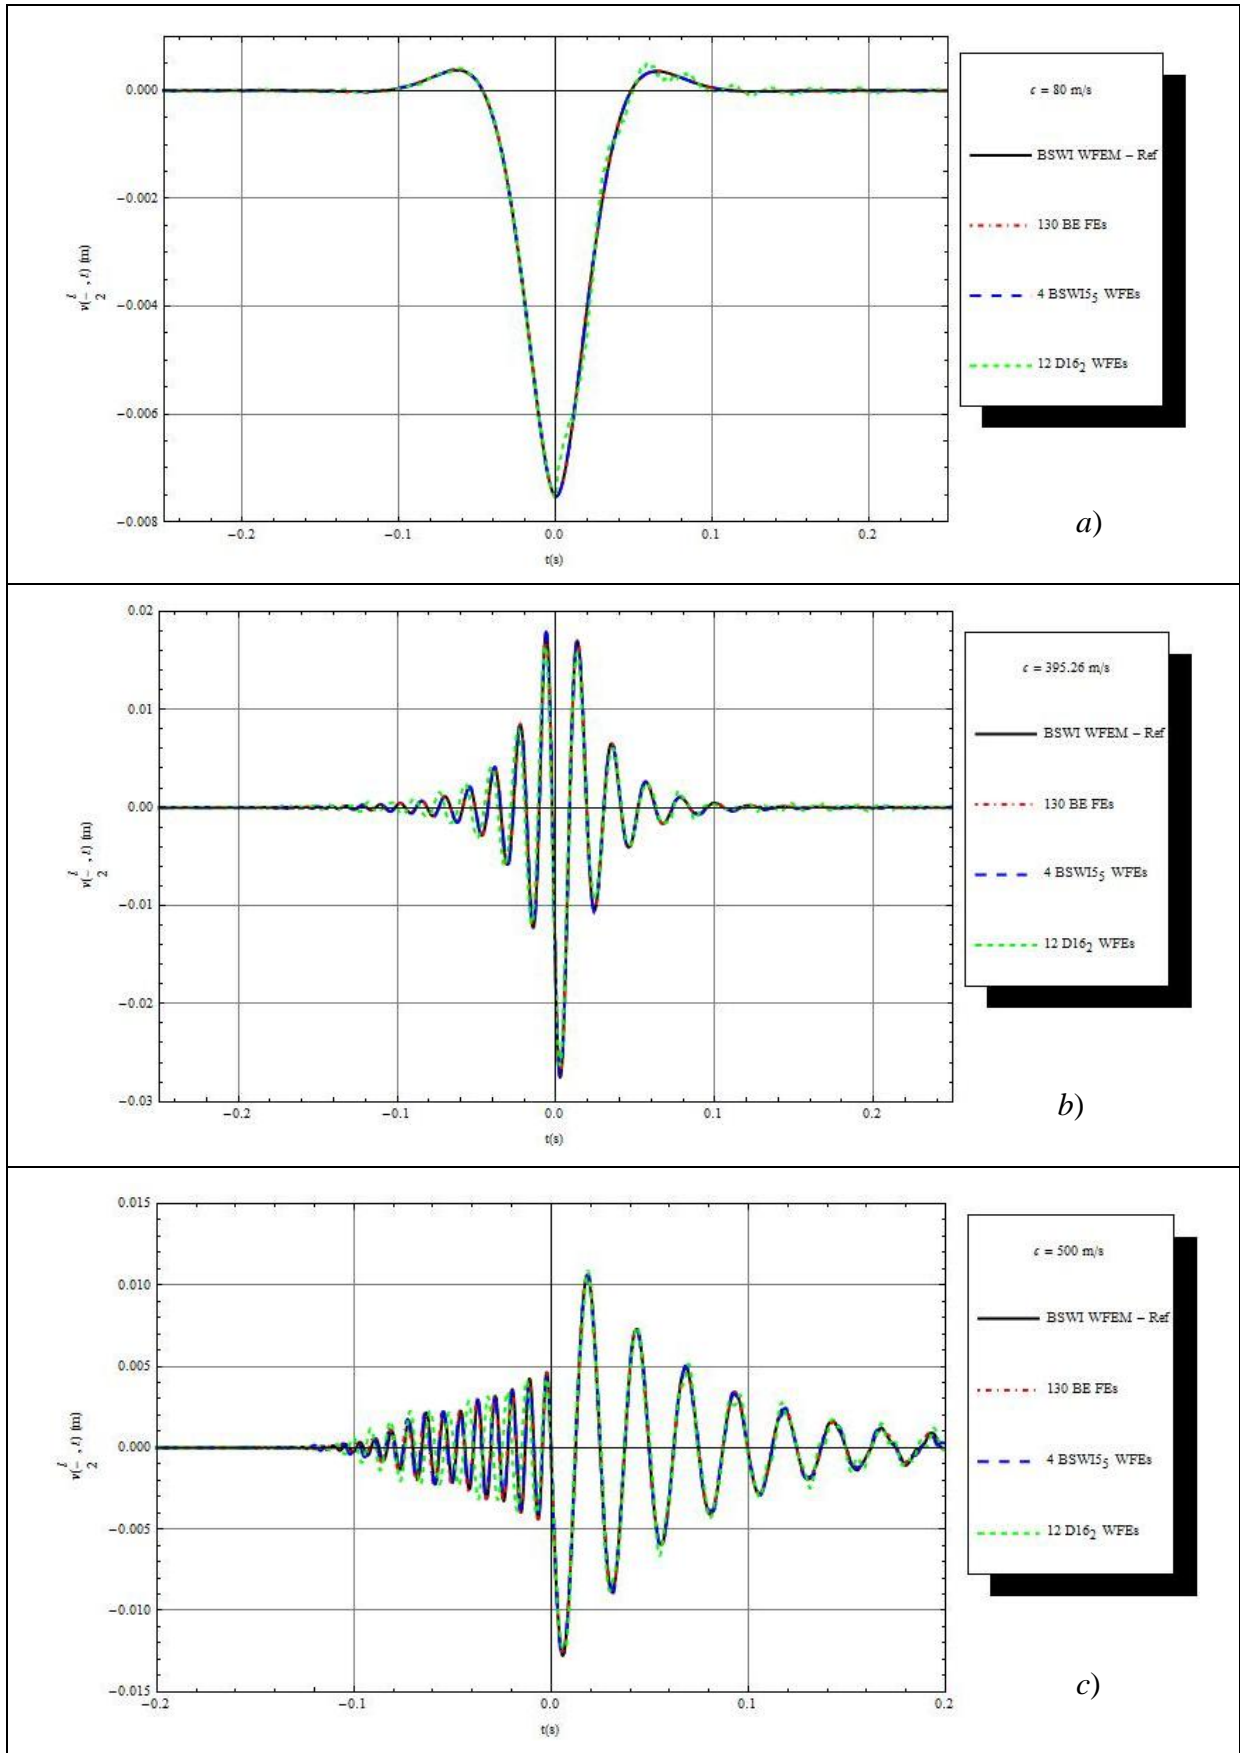 0.000
−0.002
−0.004
−0.006
−0.008
v(l/2, t) (m)
−0.2
−0.1
0.0
0.1
0.2
t(s)
c = 80 m/s
BSWI WFEM − Ref
130 BE FEs
4 BSWI5₅ WFEs
12 D16₂ WFEs
a)
0.02
0.01
0.00
−0.01
−0.02
−0.03
v(l/2, t) (m)
−0.2
−0.1
0.0
0.1
0.2
t(s)
c = 395.26 m/s
BSWI WFEM − Ref
130 BE FEs
4 BSWI5₅ WFEs
12 D16₂ WFEs
b)
0.015
0.010
0.005
0.000
−0.005
−0.010
−0.015
v(l/2, t) (m)
−0.2
−0.1
0.0
0.1
0.2
t(s)
c = 500 m/s
BSWI WFEM − Ref
130 BE FEs
4 BSWI5₅ WFEs
12 D16₂ WFEs
c)